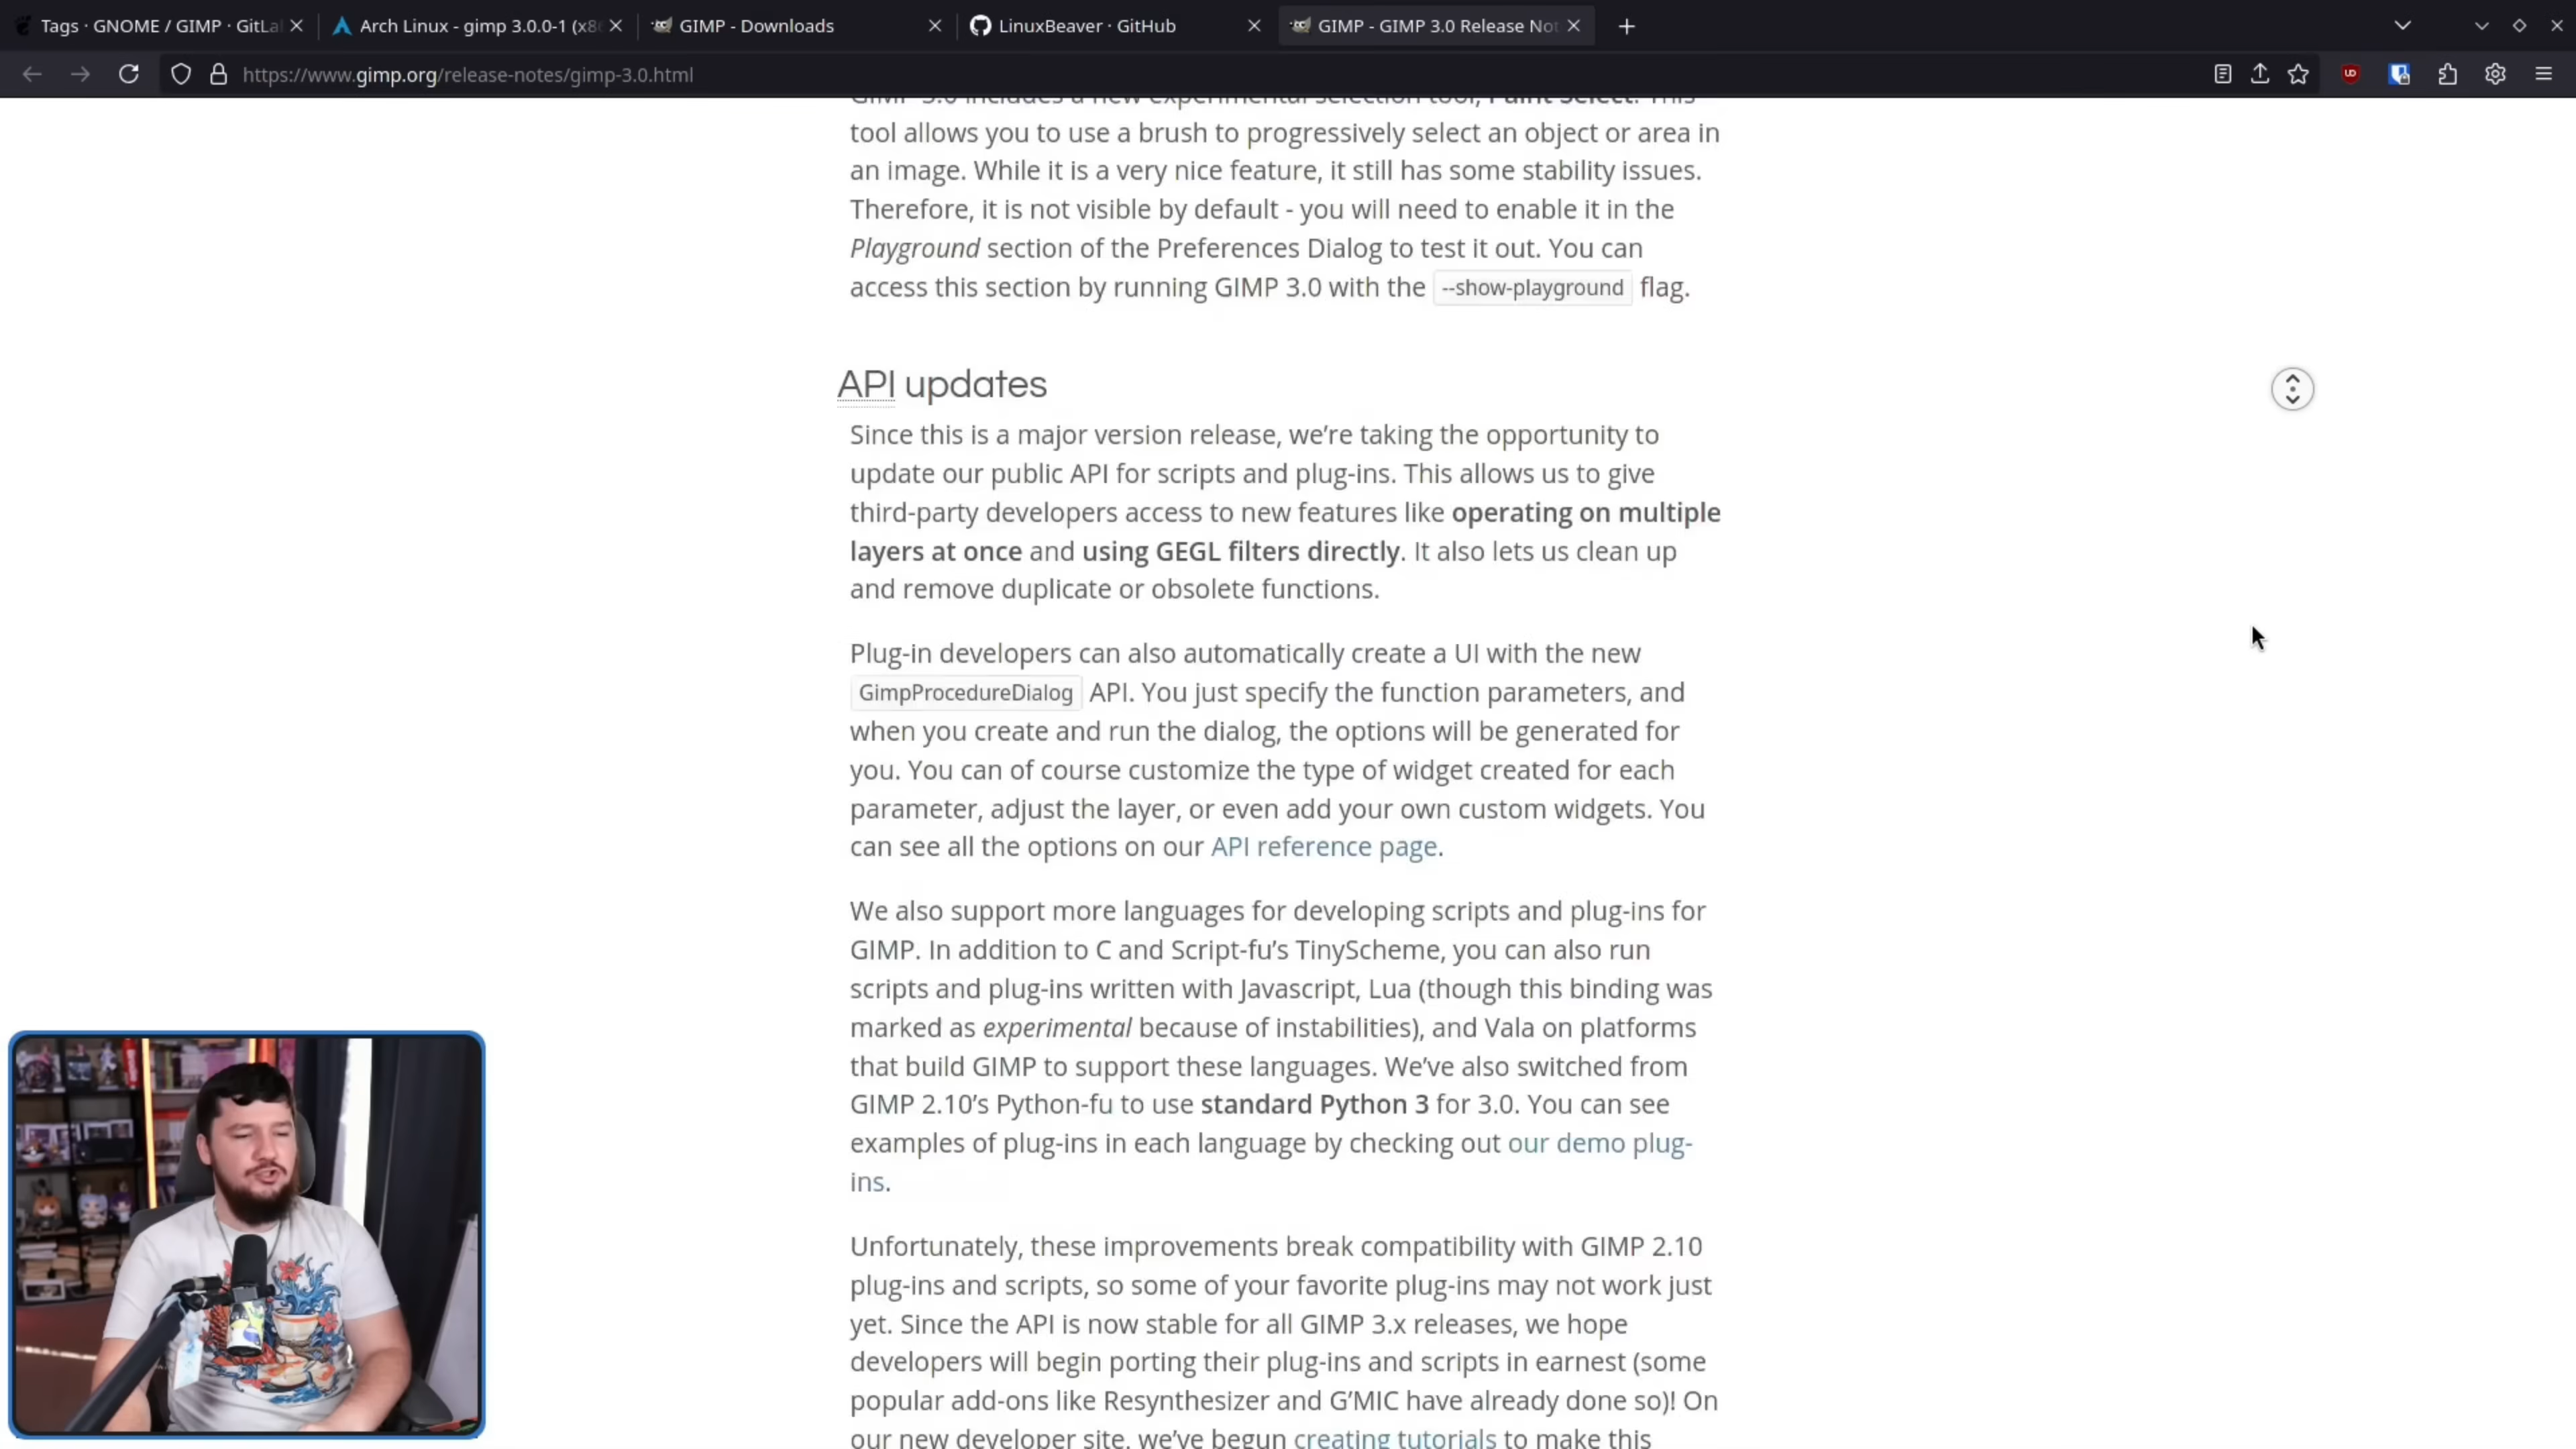 Tags · GNOME / GIMP · GitLa
Arch Linux - gimp 3.0.0-1 (x8
GIMP - Downloads
LinuxBeaver · GitHub
GIMP - GIMP 3.0 Release Not
https://www.gimp.org/release-notes/gimp-3.0.html
GIMP 3.0 includes a new experimental selection tool, Paint Select. This
tool allows you to use a brush to progressively select an object or area in
an image. While it is a very nice feature, it still has some stability issues.
Therefore, it is not visible by default - you will need to enable it in the
Playground section of the Preferences Dialog to test it out. You can
access this section by running GIMP 3.0 with the --show-playground flag.
API updates
Since this is a major version release, we’re taking the opportunity to
update our public API for scripts and plug-ins. This allows us to give
third-party developers access to new features like operating on multiple
layers at once and using GEGL filters directly. It also lets us clean up
and remove duplicate or obsolete functions.
Plug-in developers can also automatically create a UI with the new
GimpProcedureDialog API. You just specify the function parameters, and
when you create and run the dialog, the options will be generated for
you. You can of course customize the type of widget created for each
parameter, adjust the layer, or even add your own custom widgets. You
can see all the options on our API reference page.
We also support more languages for developing scripts and plug-ins for
GIMP. In addition to C and Script-fu’s TinyScheme, you can also run
scripts and plug-ins written with Javascript, Lua (though this binding was
marked as experimental because of instabilities), and Vala on platforms
that build GIMP to support these languages. We’ve also switched from
GIMP 2.10’s Python-fu to use standard Python 3 for 3.0. You can see
examples of plug-ins in each language by checking out our demo plug-
ins.
Unfortunately, these improvements break compatibility with GIMP 2.10
plug-ins and scripts, so some of your favorite plug-ins may not work just
yet. Since the API is now stable for all GIMP 3.x releases, we hope
developers will begin porting their plug-ins and scripts in earnest (some
popular add-ons like Resynthesizer and G’MIC have already done so)! On
our new developer site, we’ve begun creating tutorials to make this